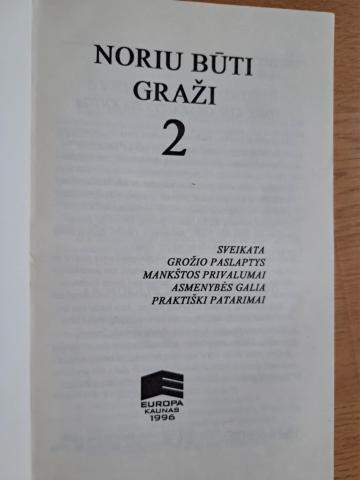 NORIU BŪTI
GRAŽI
2
SVEIKATA
GROŽIO PASLAPTYS
MANKŠTOS PRIVALUMAI
ASMENYBĖS GALIA
PRAKTIŠKI PATARIMAI
EUROPA
KAUNAS
1996